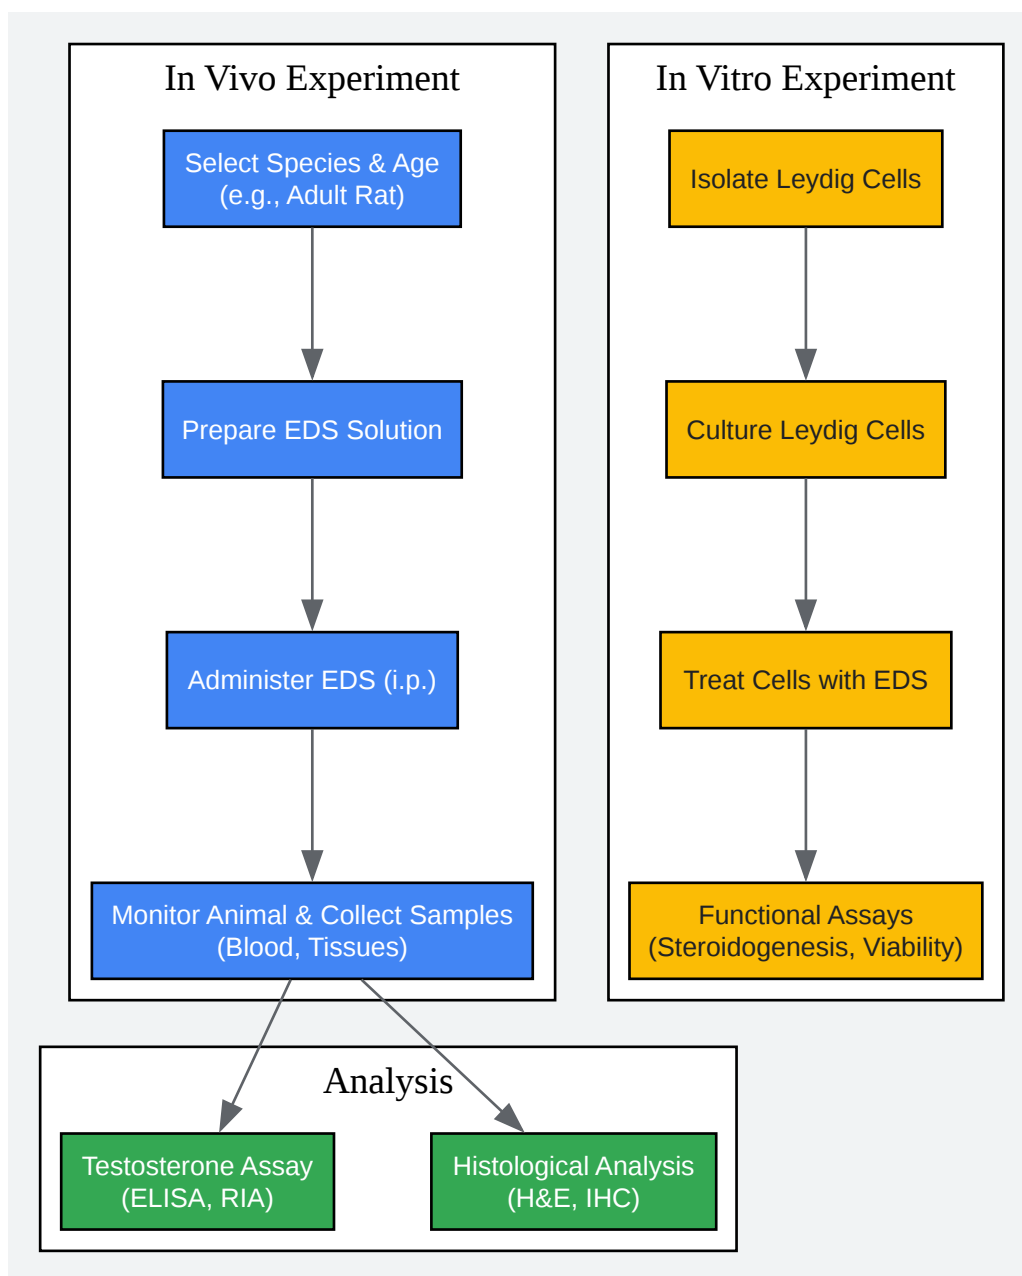 In Vivo Experiment
Select Species & Age
(e.g., Adult Rat)
Prepare EDS Solution
Administer EDS (i.p.)
Monitor Animal & Collect Samples
(Blood, Tissues)
In Vitro Experiment
Isolate Leydig Cells
Culture Leydig Cells
Treat Cells with EDS
Functional Assays
(Steroidogenesis, Viability)
Analysis
Testosterone Assay
(ELISA, RIA)
Histological Analysis
(H&E, IHC)